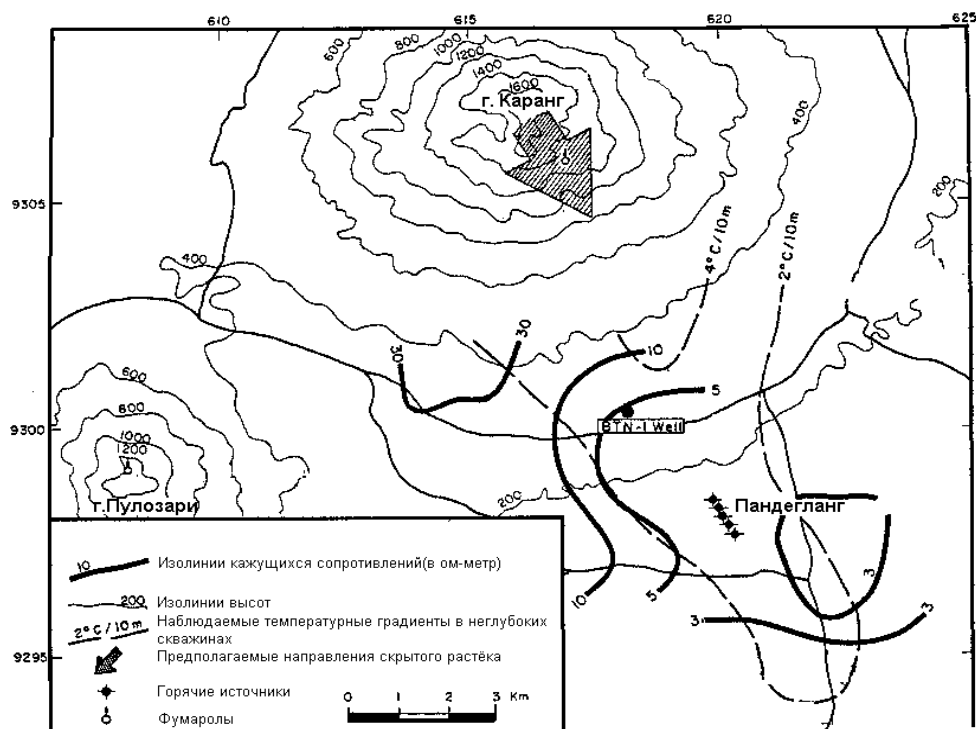 610
615
620
625
600
800
1000
1200
1400
1600
г. Каранг
400
200
9305
400
4°C/10m
2°C/10m
30
30
10
5
BTN-I Well
9300
600
800
1000
1200
200
г.Пулозари
Пандегланг
10
5
3
3
3
9295
10
Изолинии кажущихся сопротивлений(в ом-метр)
200
Изолинии высот
2°C/10m
Наблюдаемые температурные градиенты в неглубоких
скважинах
Предполагаемые направления скрытого растёка
Горячие источники
Фумаролы
0 1 2 3 Km